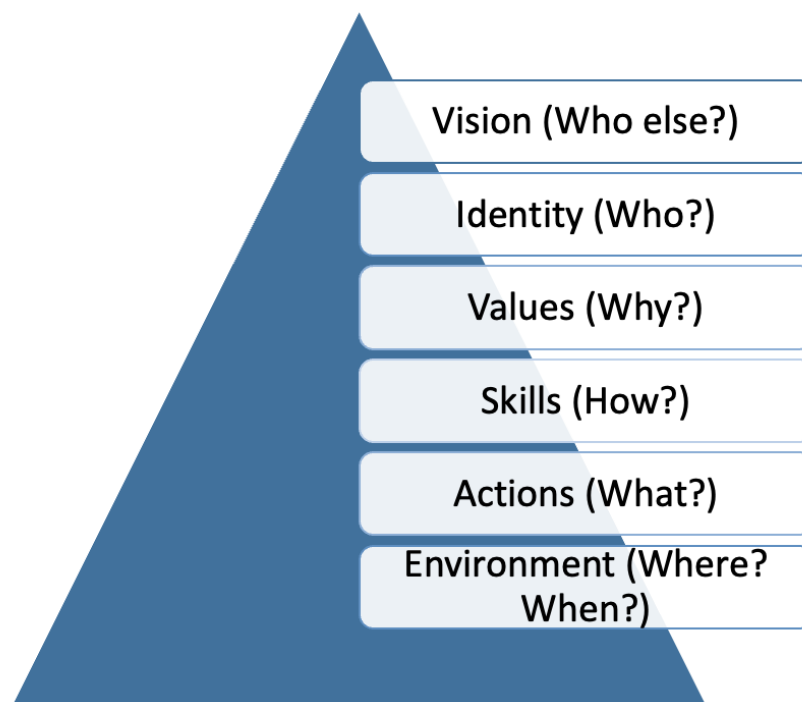 Vision (Who else?)
Identity (Who?)
Values (Why?)
Skills (How?)
Actions (What?)
Environment (Where?
When?)